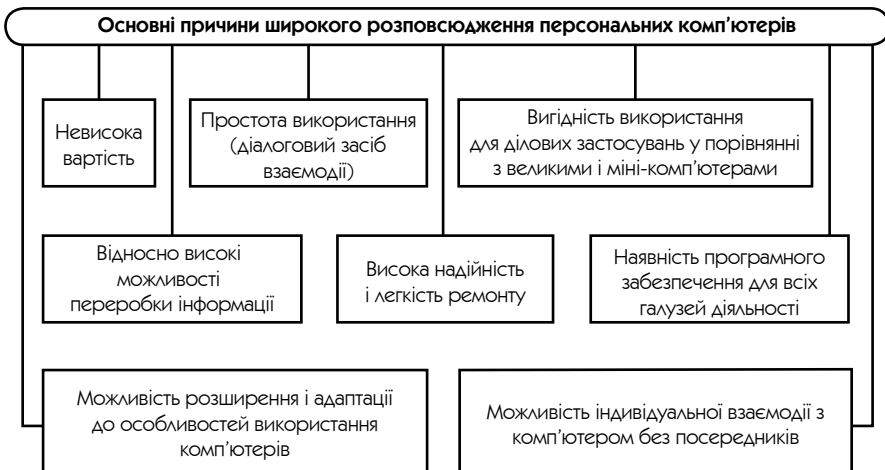 Основні причини широкого розповсюдження персональних комп’ютерів
Невисока
вартість
Простота використання
(діалоговий засіб
взаємодії)
Вигідність використання
для ділових застосувань у порівнянні
з великими і міні-комп’ютерами
Відносно високі
можливості
переробки інформації
Висока надійність
і легкість ремонту
Наявність програмного
забезпечення для всіх
галузей діяльності
Можливість розширення і адаптації
до особливостей використання
комп’ютерів
Можливість індивідуальної взаємодії з
комп’ютером без посередників